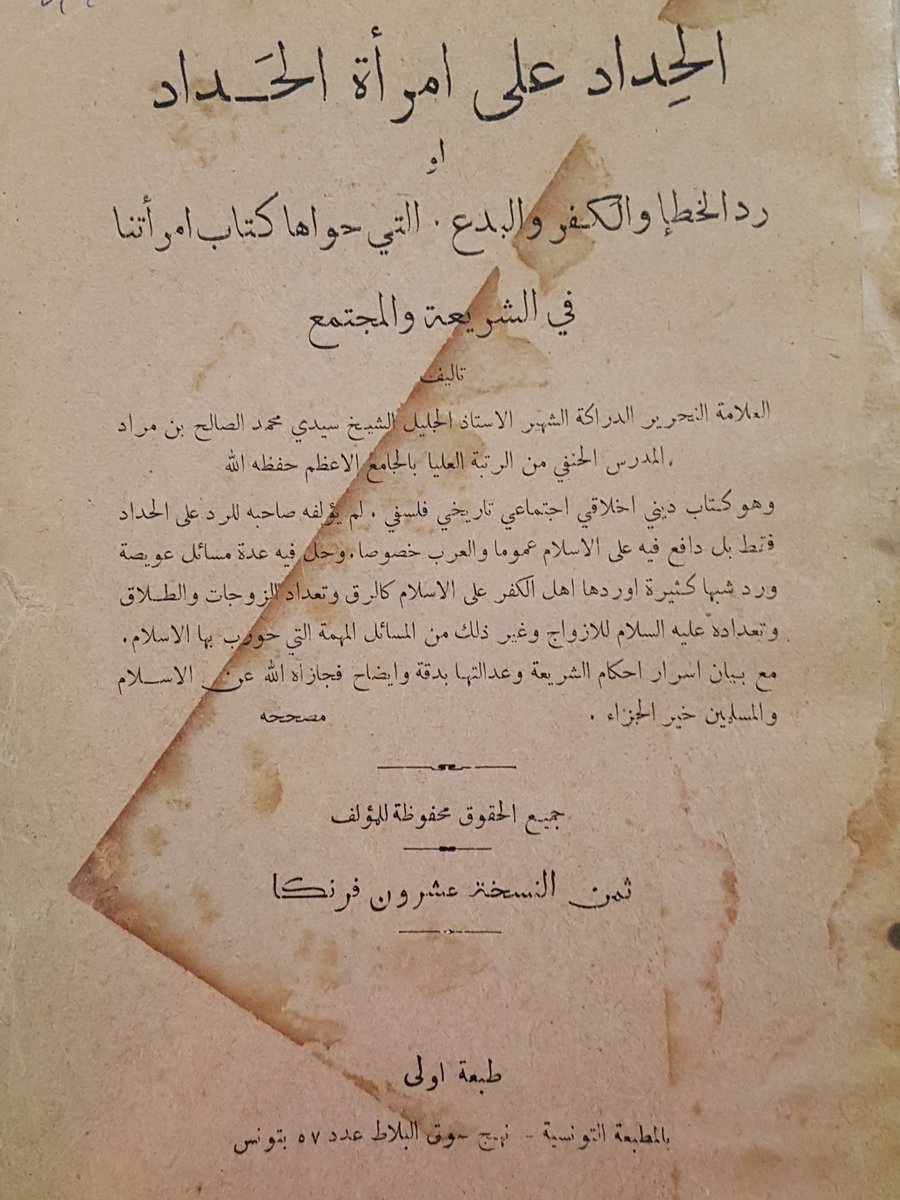 الحِداد على امرأة الحَـداد
او
رد الخطإ والكفر والبدع . التي حواها كتاب امرأتنا
في الشريعة والمجتمع
تاليف
العلامة النحرير الدراكة الشهير الاستاذ الجليل الشيخ سيدي محمد الصالح بن مراد
المدرس الحنفي من الرتبة العليا بالجامع الاعظم حفظه الله
وهو كتاب ديني اخلاقي اجتماعي تاريخي فلسفي . لم يؤلفه صاحبه للرد على الحداد
فقط بل دافع فيه على الاسلام عموما والعرب خصوصا . وحل فيه عدة مسائل عويصة
ورد شبها كثيرة اوردها اهل الكفر على الاسلام كالرق وتعداد الزوجات والطـلاق
وتعداده عليه السلام للازواج وغير ذلك من المسائل المهمة التي حورب بها الاسلام .
مع بيان اسرار احكام الشريعة وعدالتها بدقة وايضاح فجازاه الله عن الاسـلام
والمسلمين خير الجزاء . مصححه
جميع الحقوق محفوظة للمؤلف
ثمن النسخة عشرون فرنكا
طبعة اولى
بالمطبعة التونسية - نهج سوق البلاط عدد ٥٧ بتونس